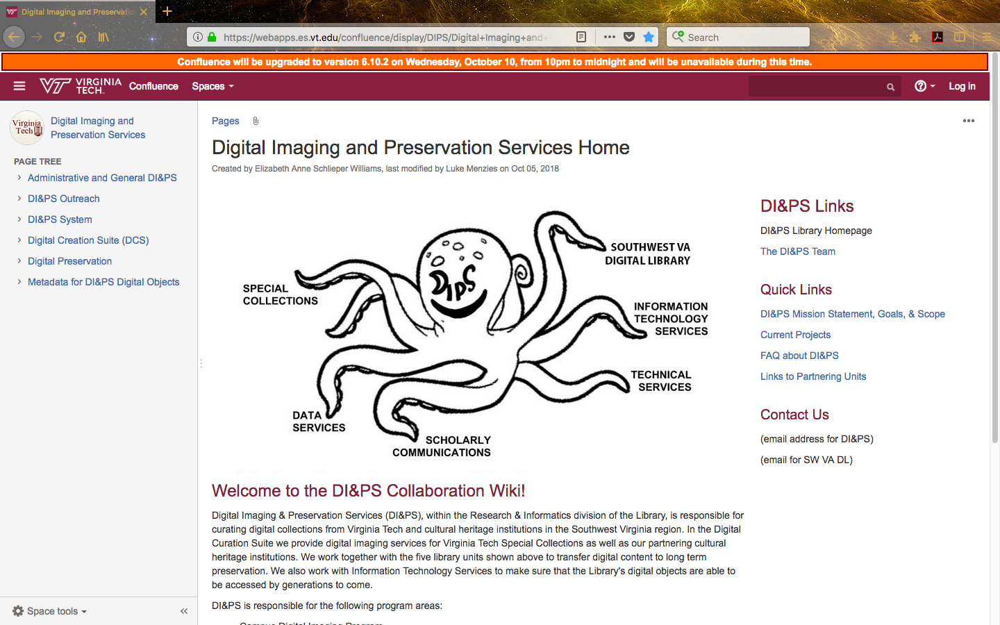 Digital Imaging and Preservatio
https://webapps.es.vt.edu/confluence/display/DIPS/Digital+Imaging+and+
Search
Confluence will be upgraded to version 6.10.2 on Wednesday, October 10, from 10pm to midnight and will be unavailable during this time.
VT VIRGINIA TECH. Confluence Spaces Log in
Virginia Tech
Digital Imaging and
Preservation Services
PAGE TREE
Administrative and General DI&PS
DI&PS Outreach
DI&PS System
Digital Creation Suite (DCS)
Digital Preservation
Metadata for DI&PS Digital Objects
Space tools
Pages
Digital Imaging and Preservation Services Home
Created by Elizabeth Anne Schlieper Williams, last modified by Luke Menzies on Oct 05, 2018
DIPS
SOUTHWEST VA
DIGITAL LIBRARY
SPECIAL
COLLECTIONS
INFORMATION
TECHNOLOGY
SERVICES
TECHNICAL
SERVICES
DATA
SERVICES
SCHOLARLY
COMMUNICATIONS
Welcome to the DI&PS Collaboration Wiki!
Digital Imaging & Preservation Services (DI&PS), within the Research & Informatics division of the Library, is responsible for
curating digital collections from Virginia Tech and cultural heritage institutions in the Southwest Virginia region. In the Digital
Curation Suite we provide digital imaging services for Virginia Tech Special Collections as well as our partnering cultural
heritage institutions. We work together with the five library units shown above to transfer digital content to long term
preservation. We also work with Information Technology Services to make sure that the Library's digital objects are able to
be accessed by generations to come.
DI&PS is responsible for the following program areas:
Campus Digital Imaging Program
DI&PS Links
DI&PS Library Homepage
The DI&PS Team
Quick Links
DI&PS Mission Statement, Goals, & Scope
Current Projects
FAQ about DI&PS
Links to Partnering Units
Contact Us
(email address for DI&PS)
(email for SW VA DL)